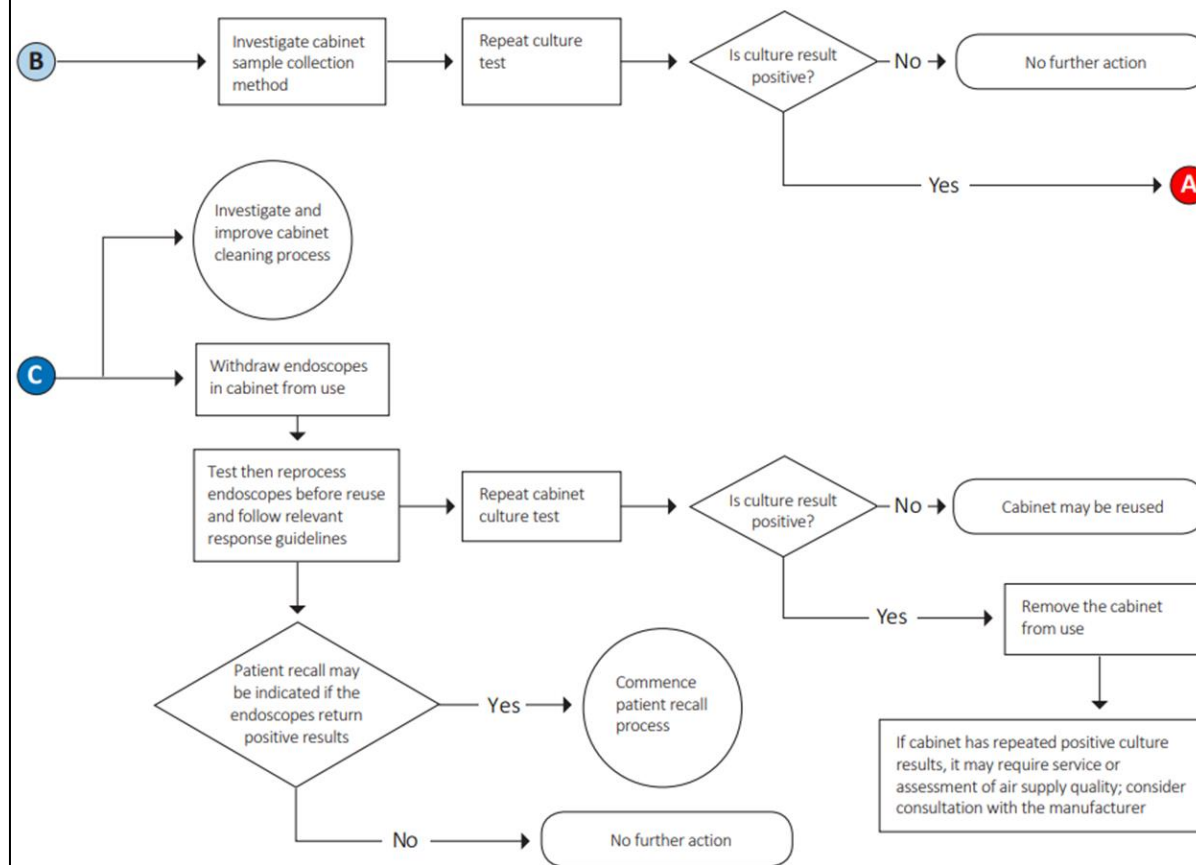 B
Investigate cabinet
sample collection
method
Repeat culture
test
Is culture result
positive?
No
No further action
Yes
A
Investigate and
improve cabinet
cleaning process
C
Withdraw endoscopes
in cabinet from use
Test then reprocess
endoscopes before reuse
and follow relevant
response guidelines
Repeat cabinet
culture test
Is culture result
positive?
No
Cabinet may be reused
Yes
Remove the cabinet
from use
If cabinet has repeated positive culture
results, it may require service or
assessment of air supply quality; consider
consultation with the manufacturer
Patient recall may
be indicated if the
endoscopes return
positive results
Yes
Commence
patient recall
process
No
No further action